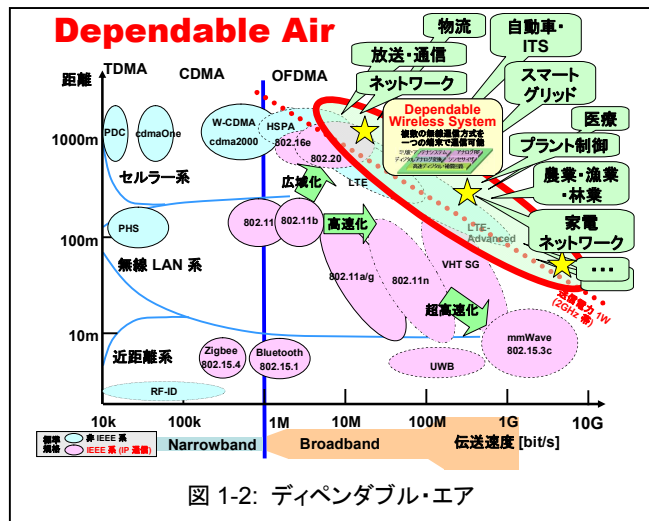 Dependable Air
物流
自動車・
ITS
放送・通信
ネットワーク
スマート
グリッド
距離
TDMA
CDMA
OFDMA
Dependable
Wireless System
複数の無線通信方式を
一つの端末で通信可能
医療
プラント制御
農業・漁業・
林業
家電
ネットワーク
...
PDC
cdmaOne
W-CDMA
cdma2000
HSPA
802.16e
802.20
LTE
LTE-
Advanced
1000m
セルラー系
広域化
PHS
802.11
802.11b
高速化
100m
無線 LAN 系
802.11a/g
802.11n
VHT SG
超高速化
送信電力 1W
(2GHz 帯)
10m
近距離系
Zigbee
802.15.4
Bluetooth
802.15.1
UWB
mmWave
802.15.3c
RF-ID
10k
100k
1M
10M
100M
1G
10G
標準
規格
非 IEEE 系
IEEE 系 (IP 通信)
Narrowband
Broadband
伝送速度 [bit/s]
図 1-2: ディペンダブル・エア